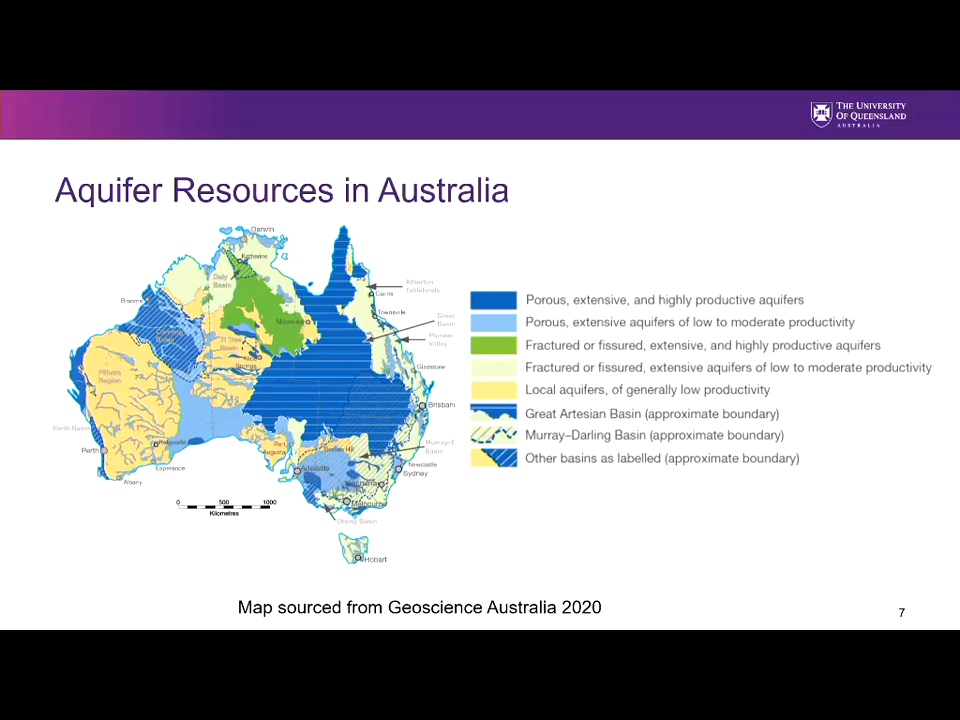 THE UNIVERSITY
OF QUEENSLAND
AUSTRALIA
Aquifer Resources in Australia
Darwin
Katherine
Daly
Basin
Broome
Atherton
Tablelands
Cairns
Townsville
Great
Basin
Pioneer
Valley
Gladstone
Pilbara
Region
Alice
Springs
Brisban
Perth Basin
Perth
Kalgoorlie
Esperance
Albany
Port
Augusta
Broken Hill
Adelaide
Murray–D
Basin
Newcastle
Sydney
Canberra
Melbourne
Otway Basin
Hobart
0 500 1000
Kilometres
Porous, extensive, and highly productive aquifers
Porous, extensive aquifers of low to moderate productivity
Fractured or fissured, extensive, and highly productive aquifers
Fractured or fissured, extensive aquifers of low to moderate productivity
Local aquifers, of generally low productivity
Great Artesian Basin (approximate boundary)
Murray–Darling Basin (approximate boundary)
Other basins as labelled (approximate boundary)
Map sourced from Geoscience Australia 2020
7